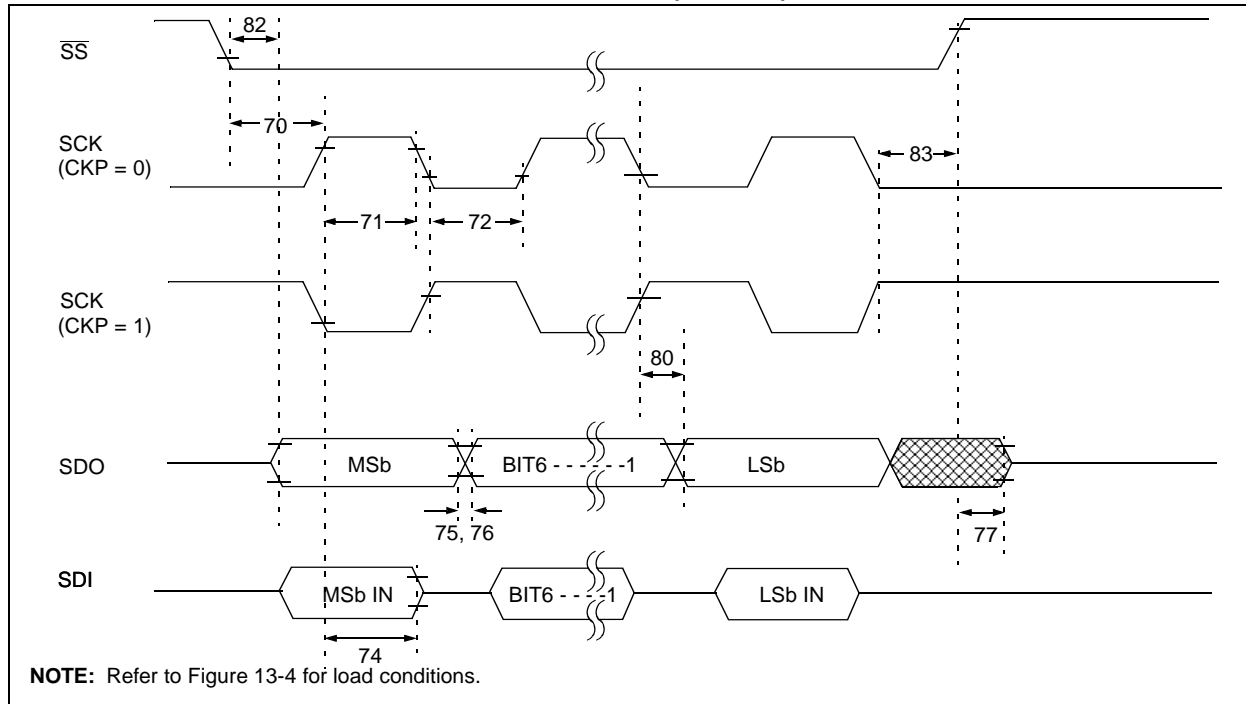 82
SS
70
SCK
(CKP = 0)
83
71
72
SCK
(CKP = 1)
80
SDO
MSb
BIT6 - - - - - -1
LSb
75, 76
77
SDI
MSb IN
BIT6 - - - -1
LSb IN
74
NOTE: Refer to Figure 13-4 for load conditions.